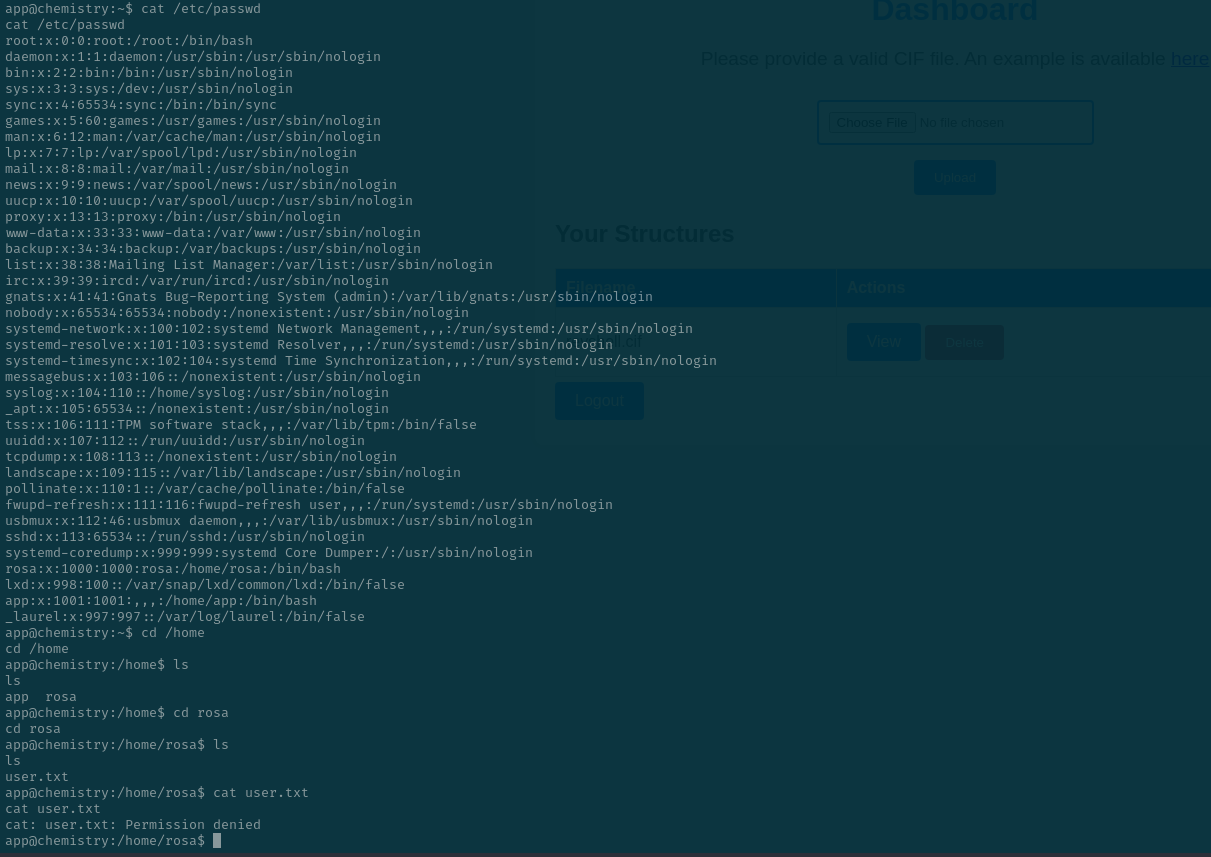 app@chemistry:~$ cat /etc/passwd
cat /etc/passwd
root:x:0:0:root:/root:/bin/bash
daemon:x:1:1:daemon:/usr/sbin:/usr/sbin/nologin
bin:x:2:2:bin:/bin:/usr/sbin/nologin
sys:x:3:3:sys:/dev:/usr/sbin/nologin
sync:x:4:65534:sync:/bin:/bin/sync
games:x:5:60:games:/usr/games:/usr/sbin/nologin
man:x:6:12:man:/var/cache/man:/usr/sbin/nologin
lp:x:7:7:lp:/var/spool/lpd:/usr/sbin/nologin
mail:x:8:8:mail:/var/mail:/usr/sbin/nologin
news:x:9:9:news:/var/spool/news:/usr/sbin/nologin
uucp:x:10:10:uucp:/var/spool/uucp:/usr/sbin/nologin
proxy:x:13:13:proxy:/bin:/usr/sbin/nologin
www-data:x:33:33:www-data:/var/www:/usr/sbin/nologin
backup:x:34:34:backup:/var/backups:/usr/sbin/nologin
list:x:38:38:Mailing List Manager:/var/list:/usr/sbin/nologin
irc:x:39:39:ircd:/var/run/ircd:/usr/sbin/nologin
gnats:x:41:41:Gnats Bug-Reporting System (admin):/var/lib/gnats:/usr/sbin/nologin
nobody:x:65534:65534:nobody:/nonexistent:/usr/sbin/nologin
systemd-network:x:100:102:systemd Network Management,,,:/run/systemd:/usr/sbin/nologin
systemd-resolve:x:101:103:systemd Resolver,,,:/run/systemd:/usr/sbin/nologin
systemd-timesync:x:102:104:systemd Time Synchronization,,,:/run/systemd:/usr/sbin/nologin
messagebus:x:103:106::/nonexistent:/usr/sbin/nologin
syslog:x:104:110::/home/syslog:/usr/sbin/nologin
_apt:x:105:65534::/nonexistent:/usr/sbin/nologin
tss:x:106:111:TPM software stack,,,:/var/lib/tpm:/bin/false
uuidd:x:107:112::/run/uuidd:/usr/sbin/nologin
tcpdump:x:108:113::/nonexistent:/usr/sbin/nologin
landscape:x:109:115::/var/lib/landscape:/usr/sbin/nologin
pollinate:x:110:1::/var/cache/pollinate:/bin/false
fwupd-refresh:x:111:116:fwupd-refresh user,,,:/run/systemd:/usr/sbin/nologin
usbmux:x:112:46:usbmux daemon,,,:/var/lib/usbmux:/usr/sbin/nologin
sshd:x:113:65534::/run/sshd:/usr/sbin/nologin
systemd-coredump:x:999:999:systemd Core Dumper:/:/usr/sbin/nologin
rosa:x:1000:1000:rosa:/home/rosa:/bin/bash
lxd:x:998:100::/var/snap/lxd/common/lxd:/bin/false
app:x:1001:1001:,,,:/home/app:/bin/bash
_laurel:x:997:997::/var/log/laurel:/bin/false
app@chemistry:~$ cd /home
cd /home
app@chemistry:/home$ ls
ls
app  rosa
app@chemistry:/home$ cd rosa
cd rosa
app@chemistry:/home/rosa$ ls
ls
user.txt
app@chemistry:/home/rosa$ cat user.txt
cat user.txt
cat: user.txt: Permission denied
app@chemistry:/home/rosa$
Dashboard
Please provide a valid CIF file. An example is available here
Choose File No file chosen
Upload
Your Structures
Filename Actions
View Delete
Logout